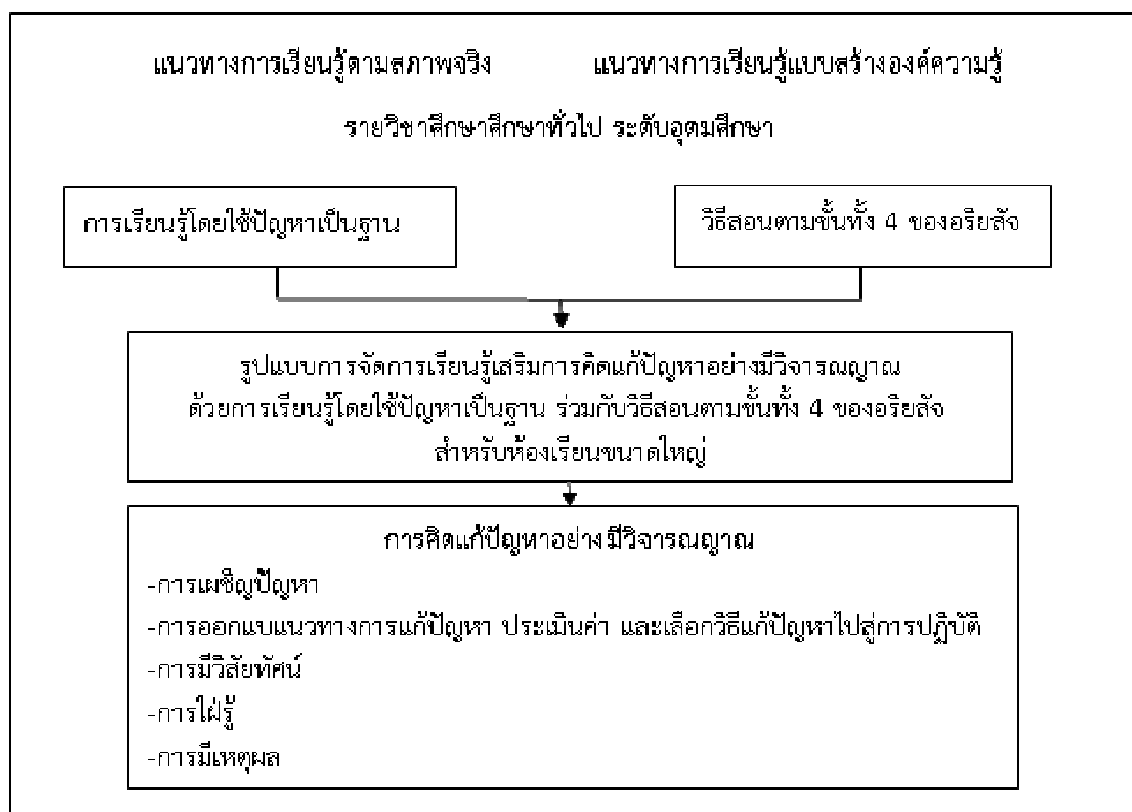 แนวทางการเรียนรู้ตามสภาพจริง แนวทางการเรียนรู้แบบสร้างองค์ความรู้
รายวิชาศึกษาศึกษาทั่วไป ระดับอุดมศึกษา
การเรียนรู้โดยใช้ปัญหาเป็นฐาน
วิธีสอนตามขั้นทั้ง 4 ของอริยสัจ
รูปแบบการจัดการเรียนรู้เสริมการคิดแก้ปัญหาอย่างมีวิจารณญาณ
ด้วยการเรียนรู้โดยใช้ปัญหาเป็นฐาน ร่วมกับวิธีสอนตามขั้นทั้ง 4 ของอริยสัจ
สำหรับห้องเรียนขนาดใหญ่
การคิดแก้ปัญหาอย่างมีวิจารณญาณ
-การเผชิญปัญหา
-การออกแบแนวทางการแก้ปัญหา ประเมินค่า และเลือกวิธีแก้ปัญหาไปสู่การปฏิบัติ
-การมีวิสัยทัศน์
-การใฝ่รู้
-การมีเหตุผล